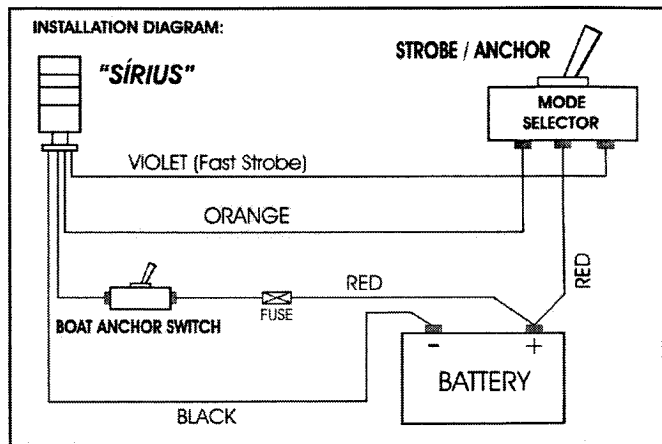 INSTALLATION DIAGRAM:
"SÍRIUS"
STROBE / ANCHOR
MODE
SELECTOR
VIOLET (Fast Strobe)
ORANGE
RED
RED
FUSE
BOAT ANCHOR SWITCH
- +
BATTERY
BLACK